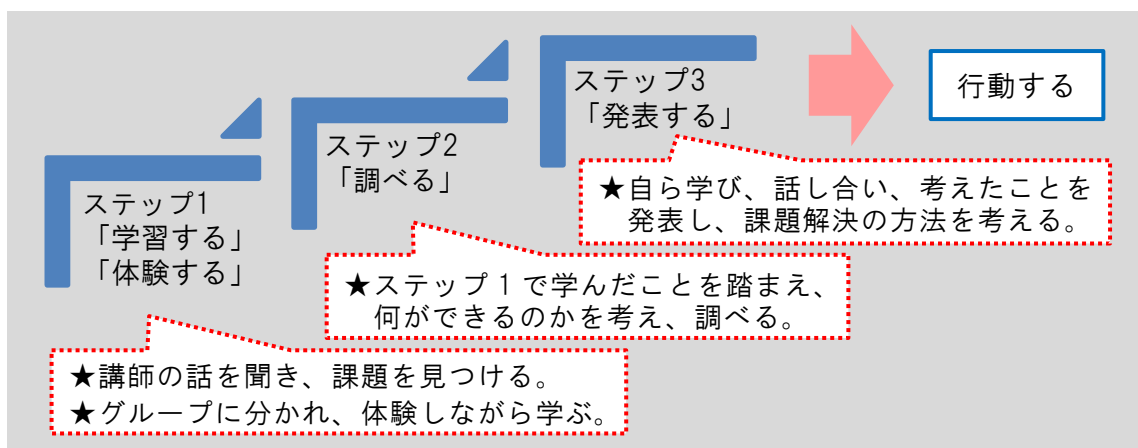 ステップ1
「学習する」
「体験する」
★講師の話を聞き、課題を見つける。
★グループに分かれ、体験しながら学ぶ。
ステップ2
「調べる」
★ステップ1で学んだことを踏まえ、
何ができるのかを考え、調べる。
ステップ3
「発表する」
★自ら学び、話し合い、考えたことを
発表し、課題解決の方法を考える。
行動する